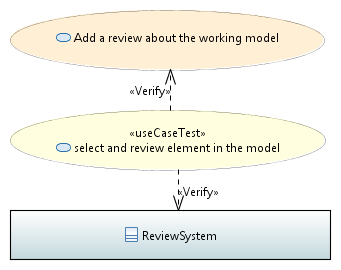 Add a review about the working model
«Verify»
«useCaseTest»
select and review element in the model
«Verify»
ReviewSystem